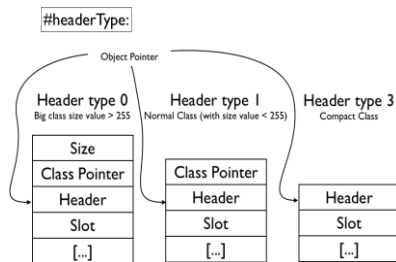 #headerType:
Object Pointer
Header type 0
Big class size value > 255
Size
Class Pointer
Header
Slot
[...]
Header type 1
Normal Class (with size value < 255)
Class Pointer
Header
Slot
[...]
Header type 3
Compact Class
Header
Slot
[...]